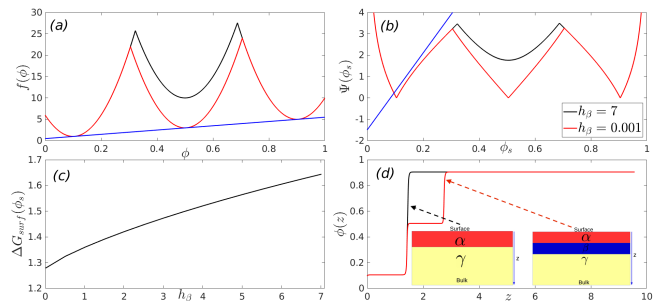 (a)
30
25
20
15
10
5
0
f(ϕ)
0 0.2 0.4 0.6 0.8 1
ϕ
(b)
4
3
2
1
0
-1
-2
Ψ(ϕs)
0 0.2 0.4 0.6 0.8 1
ϕs
hβ = 7
hβ = 0.001
(c)
1.7
1.6
1.5
1.4
1.3
1.2
ΔGsurf(ϕs)
0 1 2 3 4 5 6 7
hβ
(d)
1
0.8
0.6
0.4
0.2
0
ϕ(z)
0 2 4 6 8 10
z
Surface
α
γ
Bulk
z
Surface
α
γ
Bulk
z